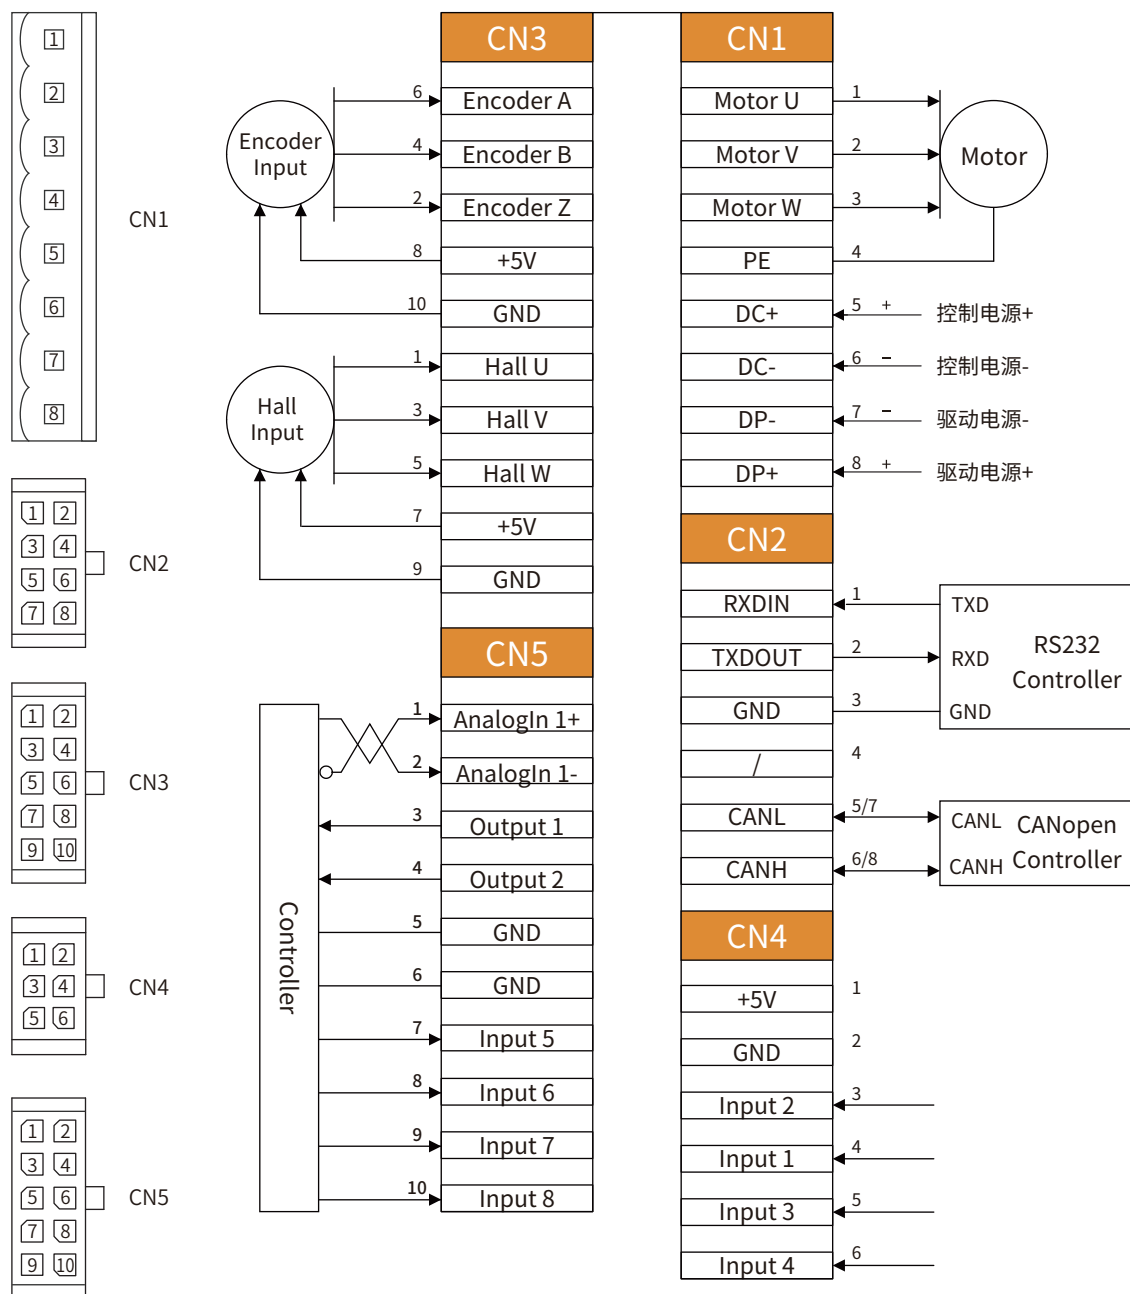 1
2
3
4
5
6
7
8
CN1
1 2
3 4
5 6
7 8
CN2
1 2
3 4
5 6
7 8
9 10
CN3
1 2
3 4
5 6
CN4
1 2
3 4
5 6
7 8
9 10
CN5
CN3
Encoder
Input
6 Encoder A
4 Encoder B
2 Encoder Z
8 +5V
10 GND
Hall
Input
1 Hall U
3 Hall V
5 Hall W
7 +5V
9 GND
CN5
Controller
1 AnalogIn 1+
2 AnalogIn 1-
3 Output 1
4 Output 2
5 GND
6 GND
7 Input 5
8 Input 6
9 Input 7
10 Input 8
CN1
Motor U 1
Motor V 2
Motor W 3
PE 4
Motor
DC+ 5 + 控制电源+
DC- 6 − 控制电源-
DP- 7 − 驱动电源-
DP+ 8 + 驱动电源+
CN2
RXDIN 1 TXD
TXDOUT 2 RXD
GND 3 GND
RS232
Controller
/ 4
CANL 5/7 CANL
CANH 6/8 CANH
CANopen
Controller
CN4
+5V 1
GND 2
Input 2 3
Input 1 4
Input 3 5
Input 4 6